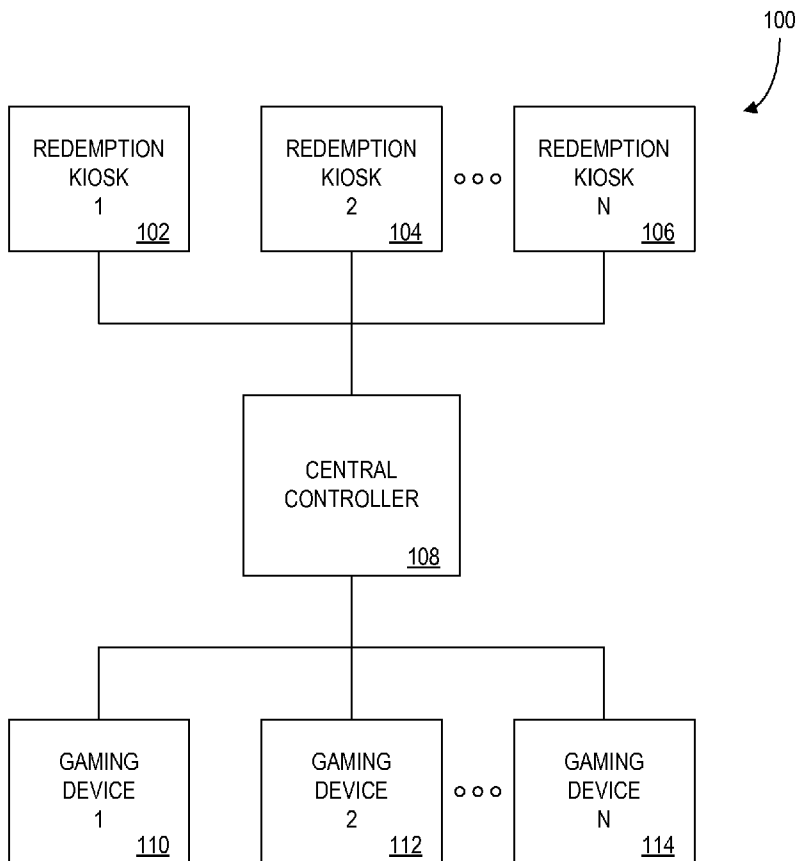 100
REDEMPTION
KIOSK
1
102
REDEMPTION
KIOSK
2
104
REDEMPTION
KIOSK
N
106
CENTRAL
CONTROLLER
108
GAMING
DEVICE
1
110
GAMING
DEVICE
2
112
GAMING
DEVICE
N
114